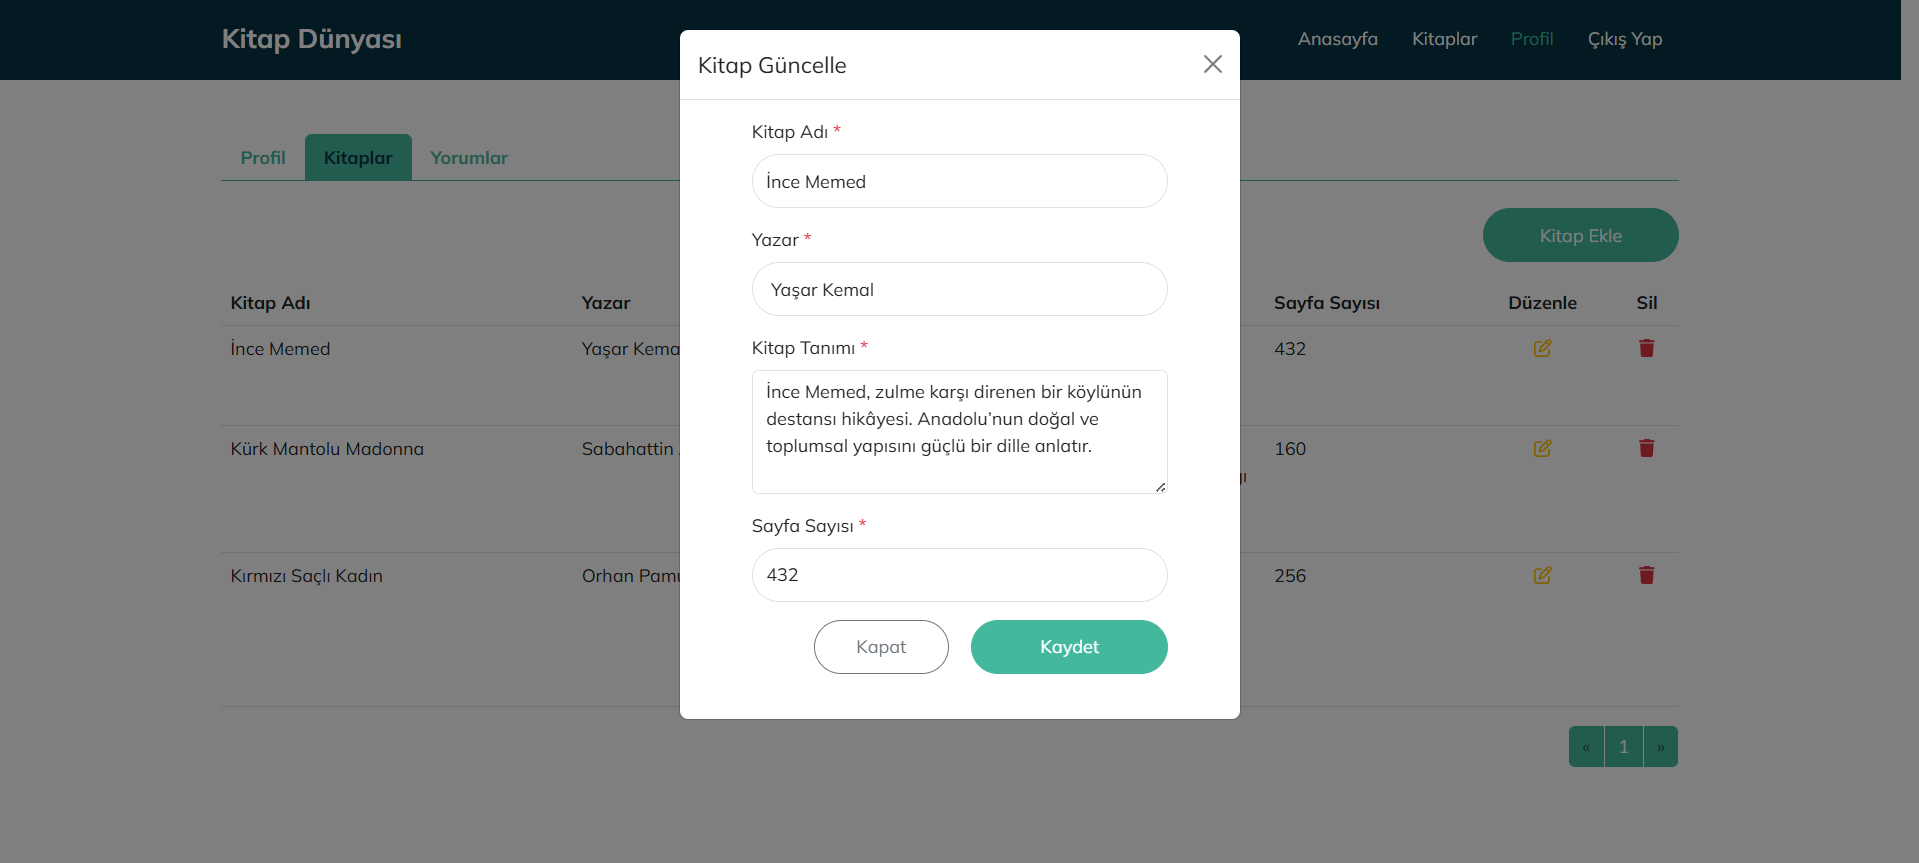 Kitap Dünyası
Anasayfa Kitaplar Profil Çıkış Yap
Kitap Güncelle
Kitap Adı *
İnce Memed
Yazar *
Yaşar Kemal
Kitap Tanımı *
İnce Memed, zulme karşı direnen bir köylünün
destansı hikâyesi. Anadolu’nun doğal ve
toplumsal yapısını güçlü bir dille anlatır.
Sayfa Sayısı *
432
Kapat Kaydet
Profil Kitaplar Yorumlar
Kitap Ekle
Kitap Adı Yazar Sayfa Sayısı Düzenle Sil
İnce Memed Yaşar 432
Kürk Mantolu Madonna Sabahattin 160
Kırmızı Saçlı Kadın Orhan 256
« 1 »